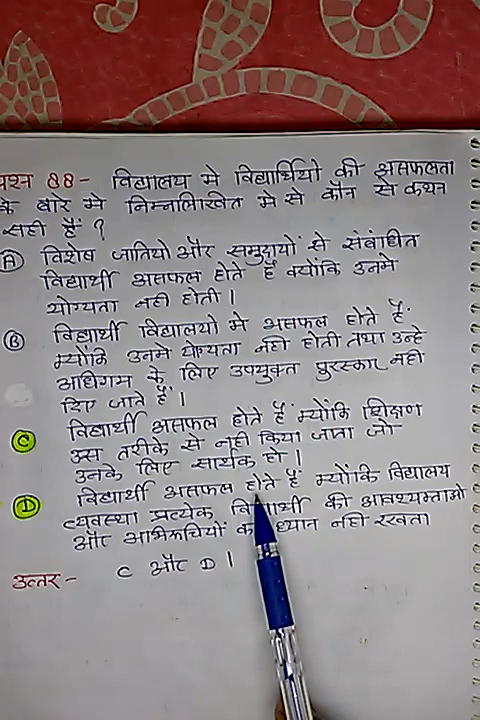 प्रश्न 88- विद्यालय मे विद्यार्थियो की असफलता
के बारे मे निम्नलिखित मे से कौन से कथन
सही हैं ?
A विशेष जातियो और समुदायों से संबंधित
विद्यार्थी असफल होते हैं क्योंकि उनमे
योग्यता नही होती ।
B विद्यार्थी विद्यालयो मे असफल होते हैं
क्योंकि उनमे योग्यता नही होती तथा उन्हे
अधिगम के लिए उपयुक्त पुरस्कार नही
दिए जाते हैं ।
C विद्यार्थी असफल होते हैं क्योंकि शिक्षण
उस तरीके से नही किया जाता जो
उनके लिए सार्थक हो ।
D विद्यार्थी असफल होते हैं क्योंकि विद्यालय
व्यवस्था प्रत्येक विद्यार्थी की आवश्यकताओ
और अभिरूचियों का ध्यान नही रखता
उत्तर - C और D ।